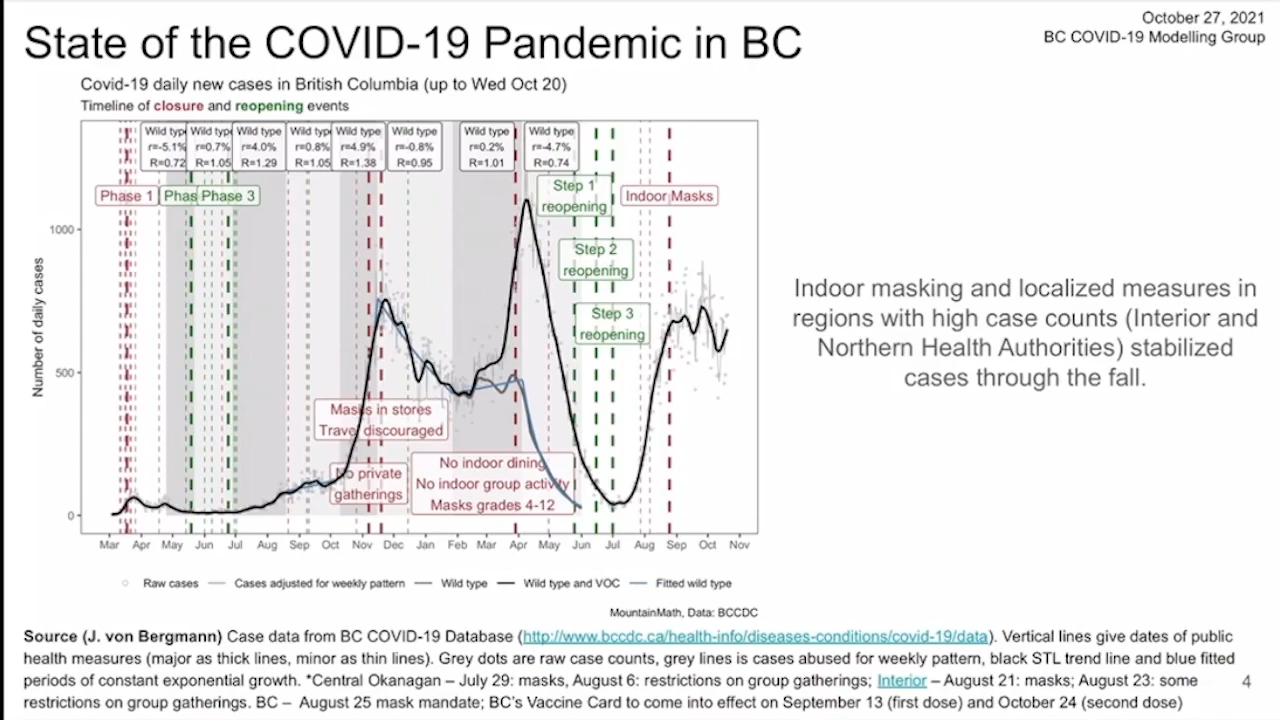 October 27, 2021
State of the COVID-19 Pandemic in BC
BC COVID-19 Modelling Group
Covid-19 daily new cases in British Columbia (up to Wed Oct 20)
Timeline of closure and reopening events
Wild type Wild type Wild type Wild type Wild type Wild type Wild type Wild type
r=-5.1% r=0.7% r=4.0% r=0.8% r=4.9% r=-0.8% r=0.2% r=-4.7%
R=0.72 R=1.05 R=1.29 R=1.05 R=1.38 R=0.95 R=1.01 R=0.74
Phase 1 Phas Phase 3
Step 1
reopening
Indoor Masks
Step 2
reopening
Step 3
reopening
Masks in stores
Travel discouraged
No private
gatherings
No indoor dining
No indoor group activity
Masks grades 4-12
Number of daily cases
1000
500
0
Mar Apr May Jun Jul Aug Sep Oct Nov Dec Jan Feb Mar Apr May Jun Jul Aug Sep Oct Nov
Raw cases Cases adjusted for weekly pattern Wild type Wild type and VOC Fitted wild type
MountainMath, Data: BCCDC
Indoor masking and localized measures in
regions with high case counts (Interior and
Northern Health Authorities) stabilized
cases through the fall.
Source (J. von Bergmann) Case data from BC COVID-19 Database (http://www.bccdc.ca/health-info/diseases-conditions/covid-19/data). Vertical lines give dates of public
health measures (major as thick lines, minor as thin lines). Grey dots are raw case counts, grey lines is cases abused for weekly pattern, black STL trend line and blue fitted
periods of constant exponential growth. *Central Okanagan – July 29: masks, August 6: restrictions on group gatherings; Interior – August 21: masks; August 23: some
restrictions on group gatherings. BC – August 25 mask mandate; BC's Vaccine Card to come into effect on September 13 (first dose) and October 24 (second dose)
4